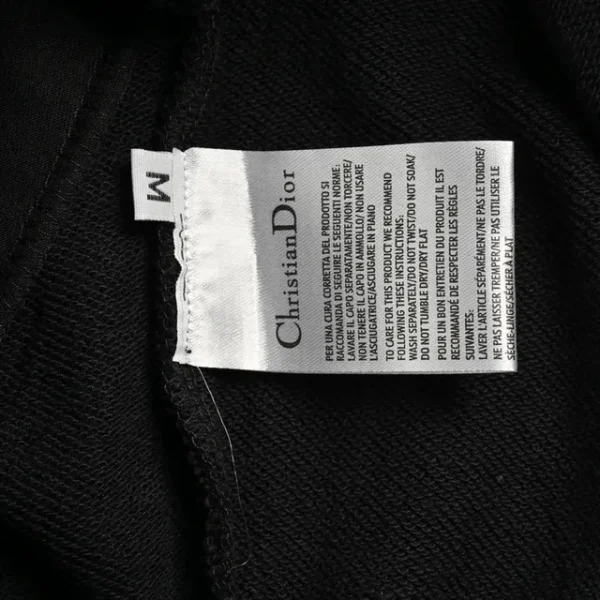 M
ChristianDior
PER UNA CURA CORRETTA DEL PRODOTTO SI
RACCOMANDA DI SEGUIRE LE SEGUENTI NORME:
LAVARE IL CAPO SEPARATAMENTE/NON TORCERE/
NON TENERE IL CAPO IN AMMOLLO/ NON USARE
L'ASCIUGATRICE/ASCIUGARE IN PIANO
TO CARE FOR THIS PRODUCT WE RECOMMEND
FOLLOWING THESE INSTRUCTIONS:
WASH SEPARATELY/DO NOT TWIST/DO NOT SOAK/
DO NOT TUMBLE DRY/DRY FLAT
POUR UN BON ENTRETIEN DU PRODUIT IL EST
RECOMMANDÉ DE RESPECTER LES RÈGLES
SUIVANTES:
LAVER L'ARTICLE SÉPARÉMENT/NE PAS LE TORDRE/
NE PAS LAISSER TREMPER/NE PAS UTILISER LE
SÈCHE-LINGE/SÉCHER À PLAT